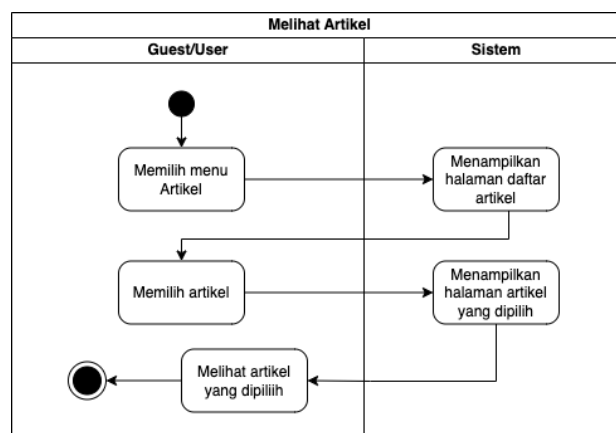 Melihat Artikel
Guest/User
Sistem
Memilih menu
Artikel
Menampilkan
halaman daftar
artikel
Memilih artikel
Menampilkan
halaman artikel
yang dipilih
Melihat artikel
yang dipiliih